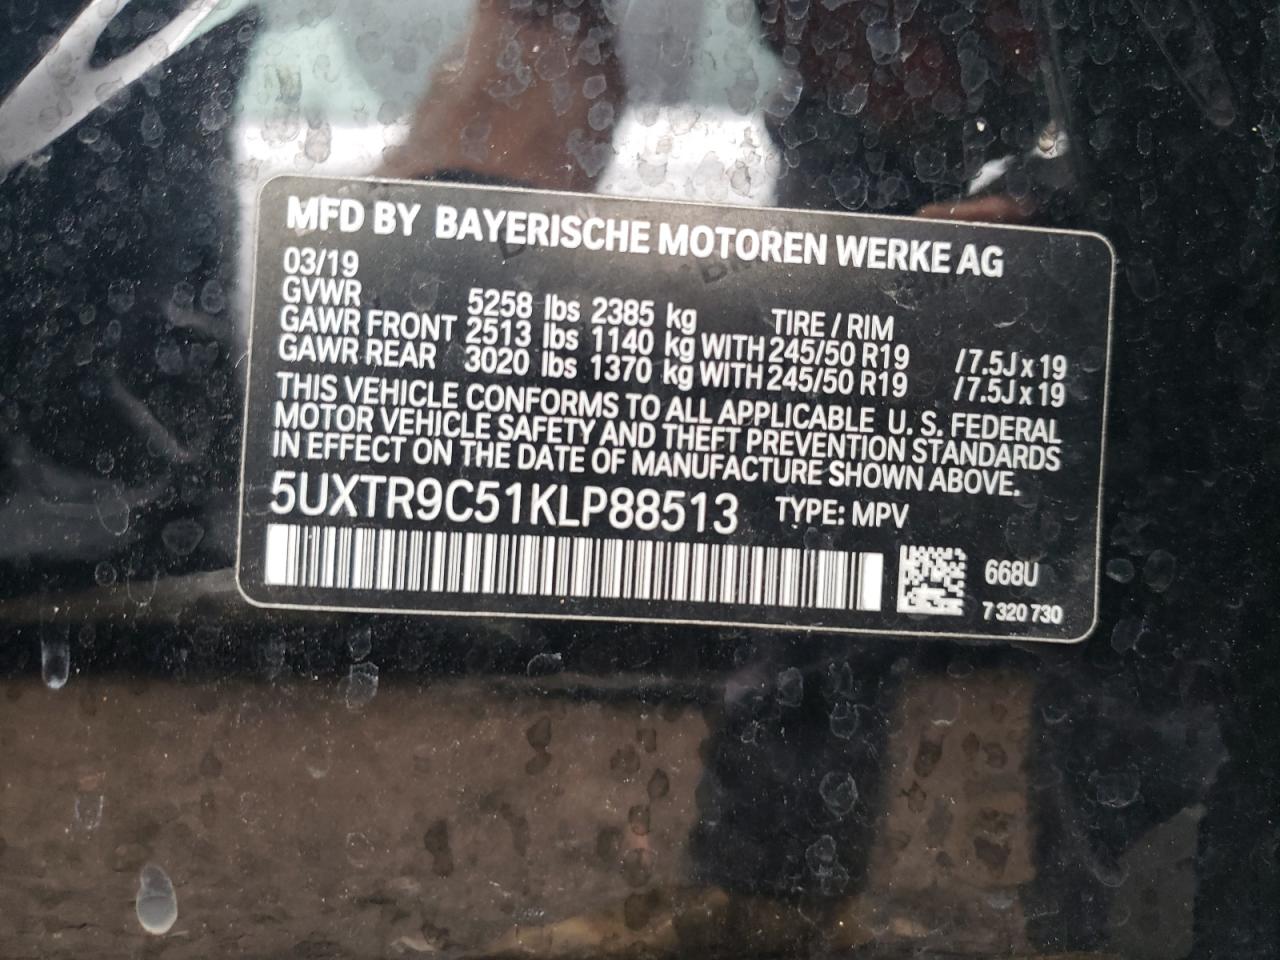 MFD BY BAYERISCHE MOTOREN WERKE AG
03/19
GVWR 5258 lbs 2385 kg TIRE / RIM
GAWR FRONT 2513 lbs 1140 kg WITH 245/50 R19 /7.5J x 19
GAWR REAR 3020 lbs 1370 kg WITH 245/50 R19 /7.5J x 19
THIS VEHICLE CONFORMS TO ALL APPLICABLE U. S. FEDERAL
MOTOR VEHICLE SAFETY AND THEFT PREVENTION STANDARDS
IN EFFECT ON THE DATE OF MANUFACTURE SHOWN ABOVE.
5UXTR9C51KLP88513 TYPE: MPV
668U
7 320 730